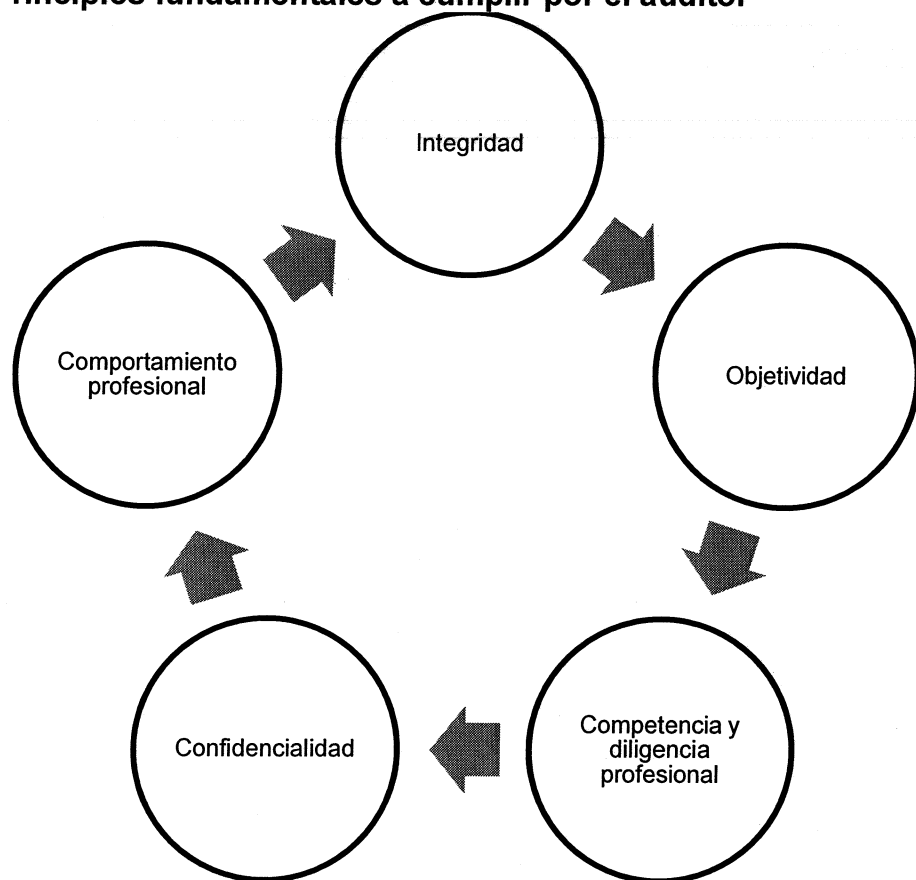 rincipios fundamentales a cumplir por el auditor
Integridad
Objetividad
Competencia y
diligencia
profesional
Confidencialidad
Comportamiento
profesional